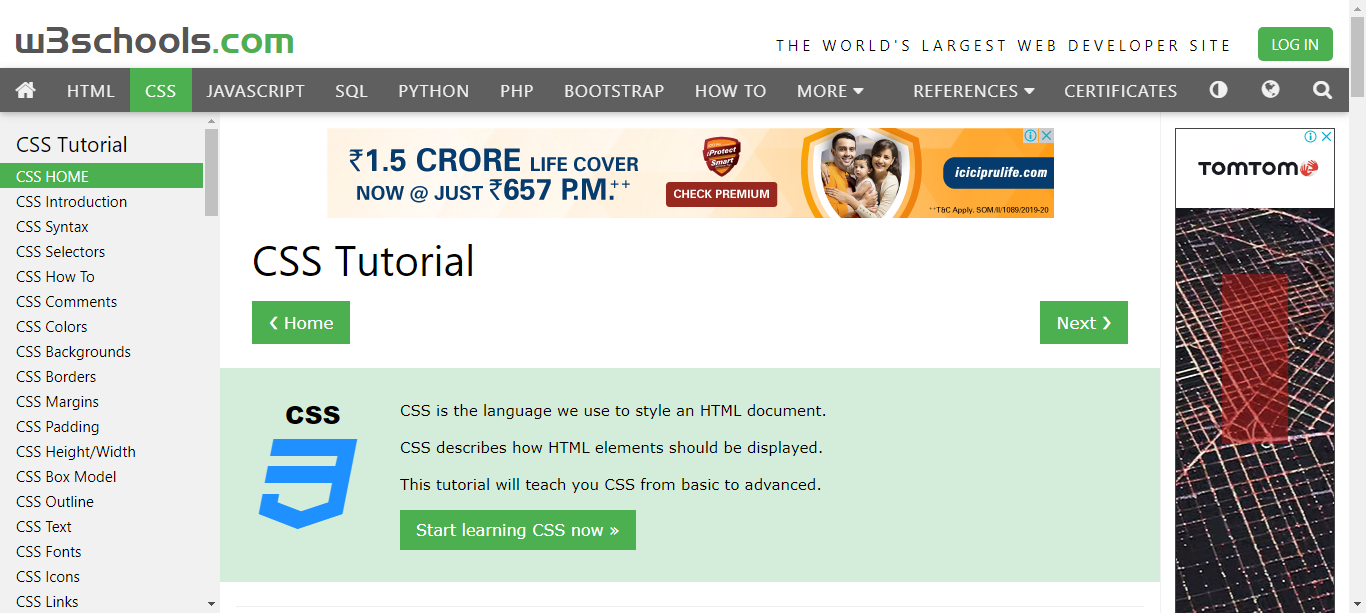 w3schools.com
THE WORLD'S LARGEST WEB DEVELOPER SITE
LOG IN
HTML CSS JAVASCRIPT SQL PYTHON PHP BOOTSTRAP HOW TO MORE REFERENCES CERTIFICATES
CSS Tutorial
CSS HOME
CSS Introduction
CSS Syntax
CSS Selectors
CSS How To
CSS Comments
CSS Colors
CSS Backgrounds
CSS Borders
CSS Margins
CSS Padding
CSS Height/Width
CSS Box Model
CSS Outline
CSS Text
CSS Fonts
CSS Icons
CSS Links
₹1.5 CRORE LIFE COVER
NOW @ JUST ₹657 P.M.++
iProtect
Smart
CHECK PREMIUM
iciciprulife.com
++T&C Apply. SOM/II/1089/2019-20
CSS Tutorial
❮ Home
Next ❯
CSS
CSS is the language we use to style an HTML document.
CSS describes how HTML elements should be displayed.
This tutorial will teach you CSS from basic to advanced.
Start learning CSS now »
TOMTOM